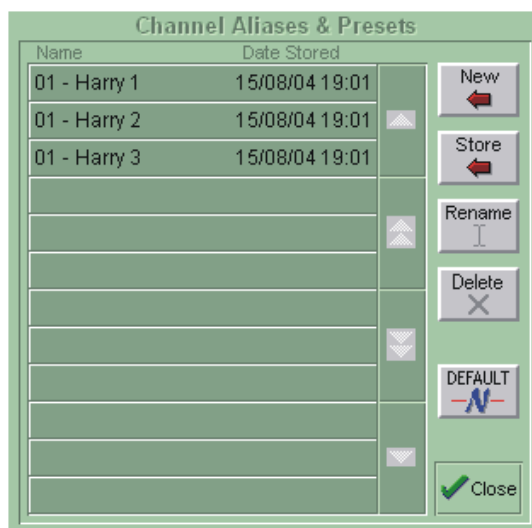 Channel Aliases & Presets
Name Date Stored
01 - Harry 1 15/08/04 19:01
01 - Harry 2 15/08/04 19:01
01 - Harry 3 15/08/04 19:01
New
Store
Rename
Delete
DEFAULT
N
Close